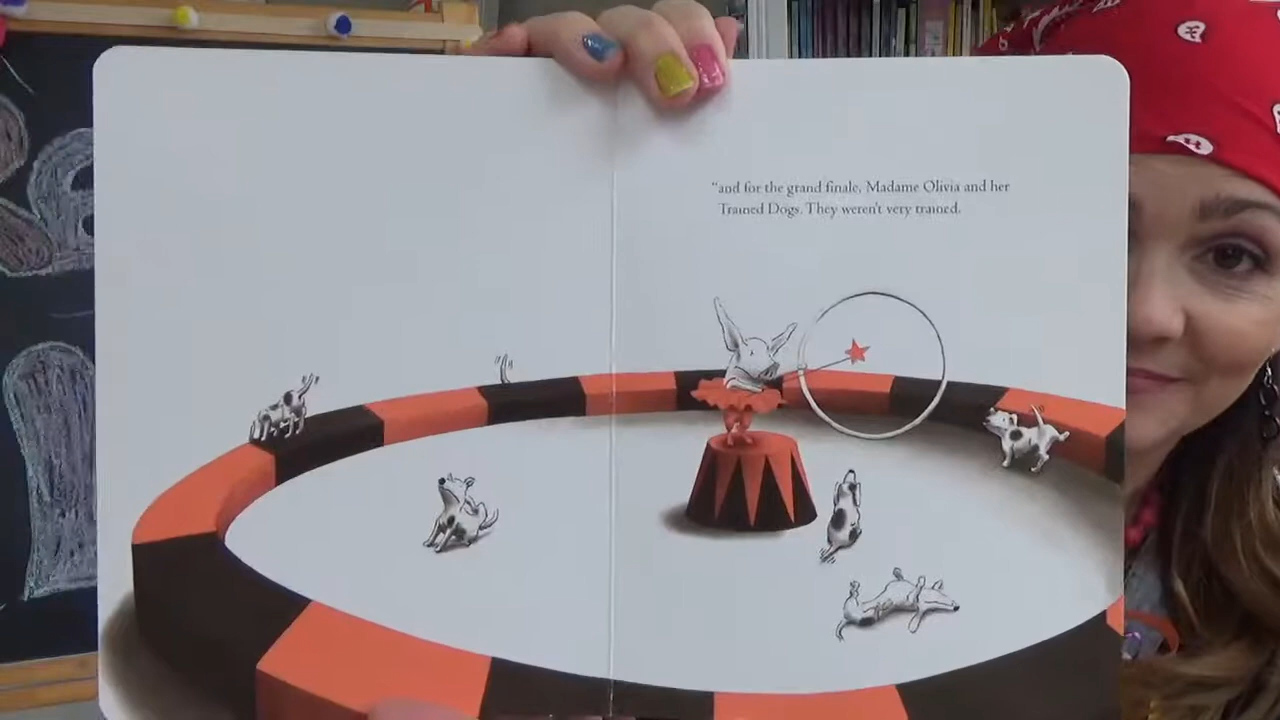 "and for the grand finale, Madame Olivia and her
Trained Dogs. They weren't very trained.